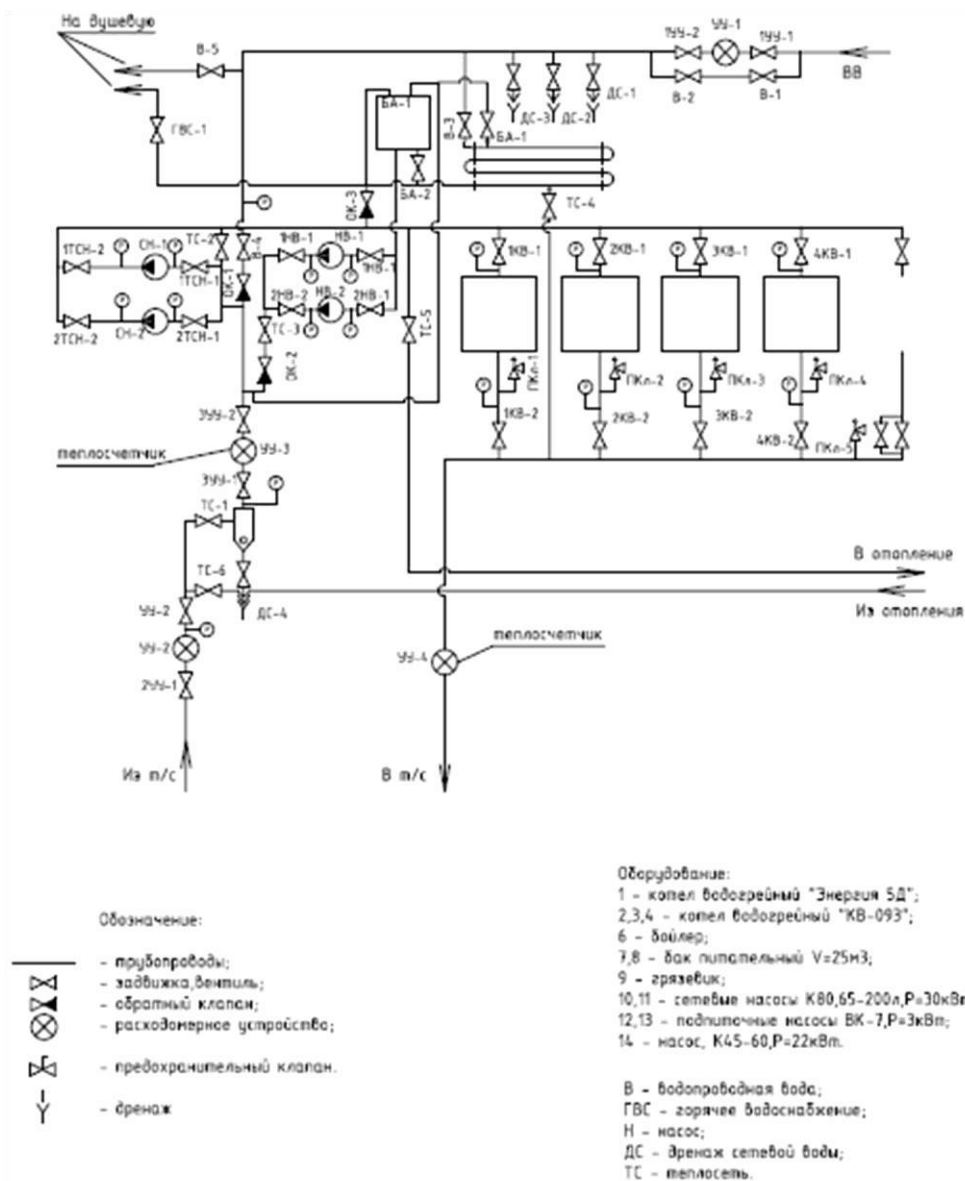 На душевую
В-5
1УУ-2
УУ-1
1УУ-1
ВВ
В-2
В-1
ГВС-1
БА-1
В-3
БА-1
ДС-3
ДС-2
ДС-1
БА-2
ОК-3
ТС-4
1ТСН-2
СН-1
ТС-2
В-4
1НВ-2
НВ-1
1НВ-1
1КВ-1
2КВ-1
3КВ-1
4КВ-1
1ТСН-1
ОК-1
2НВ-2
НВ-2
2НВ-1
2ТСН-2
СН-2
2ТСН-1
ТС-3
ТС-5
ОК-2
ПКл-1
ПКл-2
ПКл-3
ПКл-4
3УУ-2
1КВ-2
2КВ-2
3КВ-2
4КВ-2
ПКл-5
теплосчетчик
УУ-3
3УУ-1
ТС-1
ТС-6
В отопление
УУ-2
ДС-4
Из отопления
УУ-2
УУ-4
теплосчетчик
2УУ-1
Из т/с
В т/с
Обозначение:
- трубопроводы;
- задвижка,вентиль;
- обратный клапан;
- расходомерное устройство;
- предохранительный клапан.
- дренаж
Оборудование:
1 - котел водогрейный "Энергия 5Д";
2,3,4 - котел водогрейный "КВ-093";
6 - бойлер;
7,8 - бак питательный V=25м3;
9 - грязевик;
10,11 - сетевые насосы К80,65-200л,Р=30кВт
12,13 - подпиточные насосы ВК-7,Р=3кВт;
14 - насос, К45-60,Р=22кВт.
В - водопроводная вода;
ГВС - горячее водоснабжение;
Н - насос;
ДС - дренаж сетевой воды;
ТС - теплосеть.